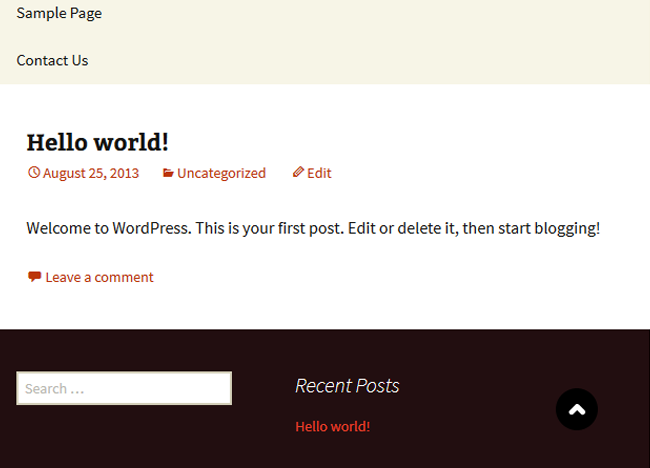 Sample Page
Contact Us
Hello world!
August 25, 2013 Uncategorized Edit
Welcome to WordPress. This is your first post. Edit or delete it, then start blogging!
Leave a comment
Search ...
Recent Posts
Hello world!